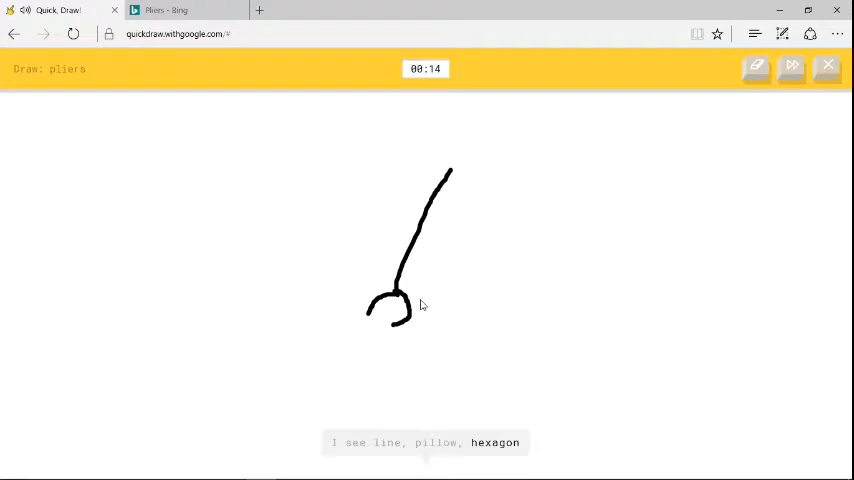 Quick, Draw!
Pliers - Bing
quickdraw.withgoogle.com/#
Draw: pliers
00:14
I see line, pillow, hexagon